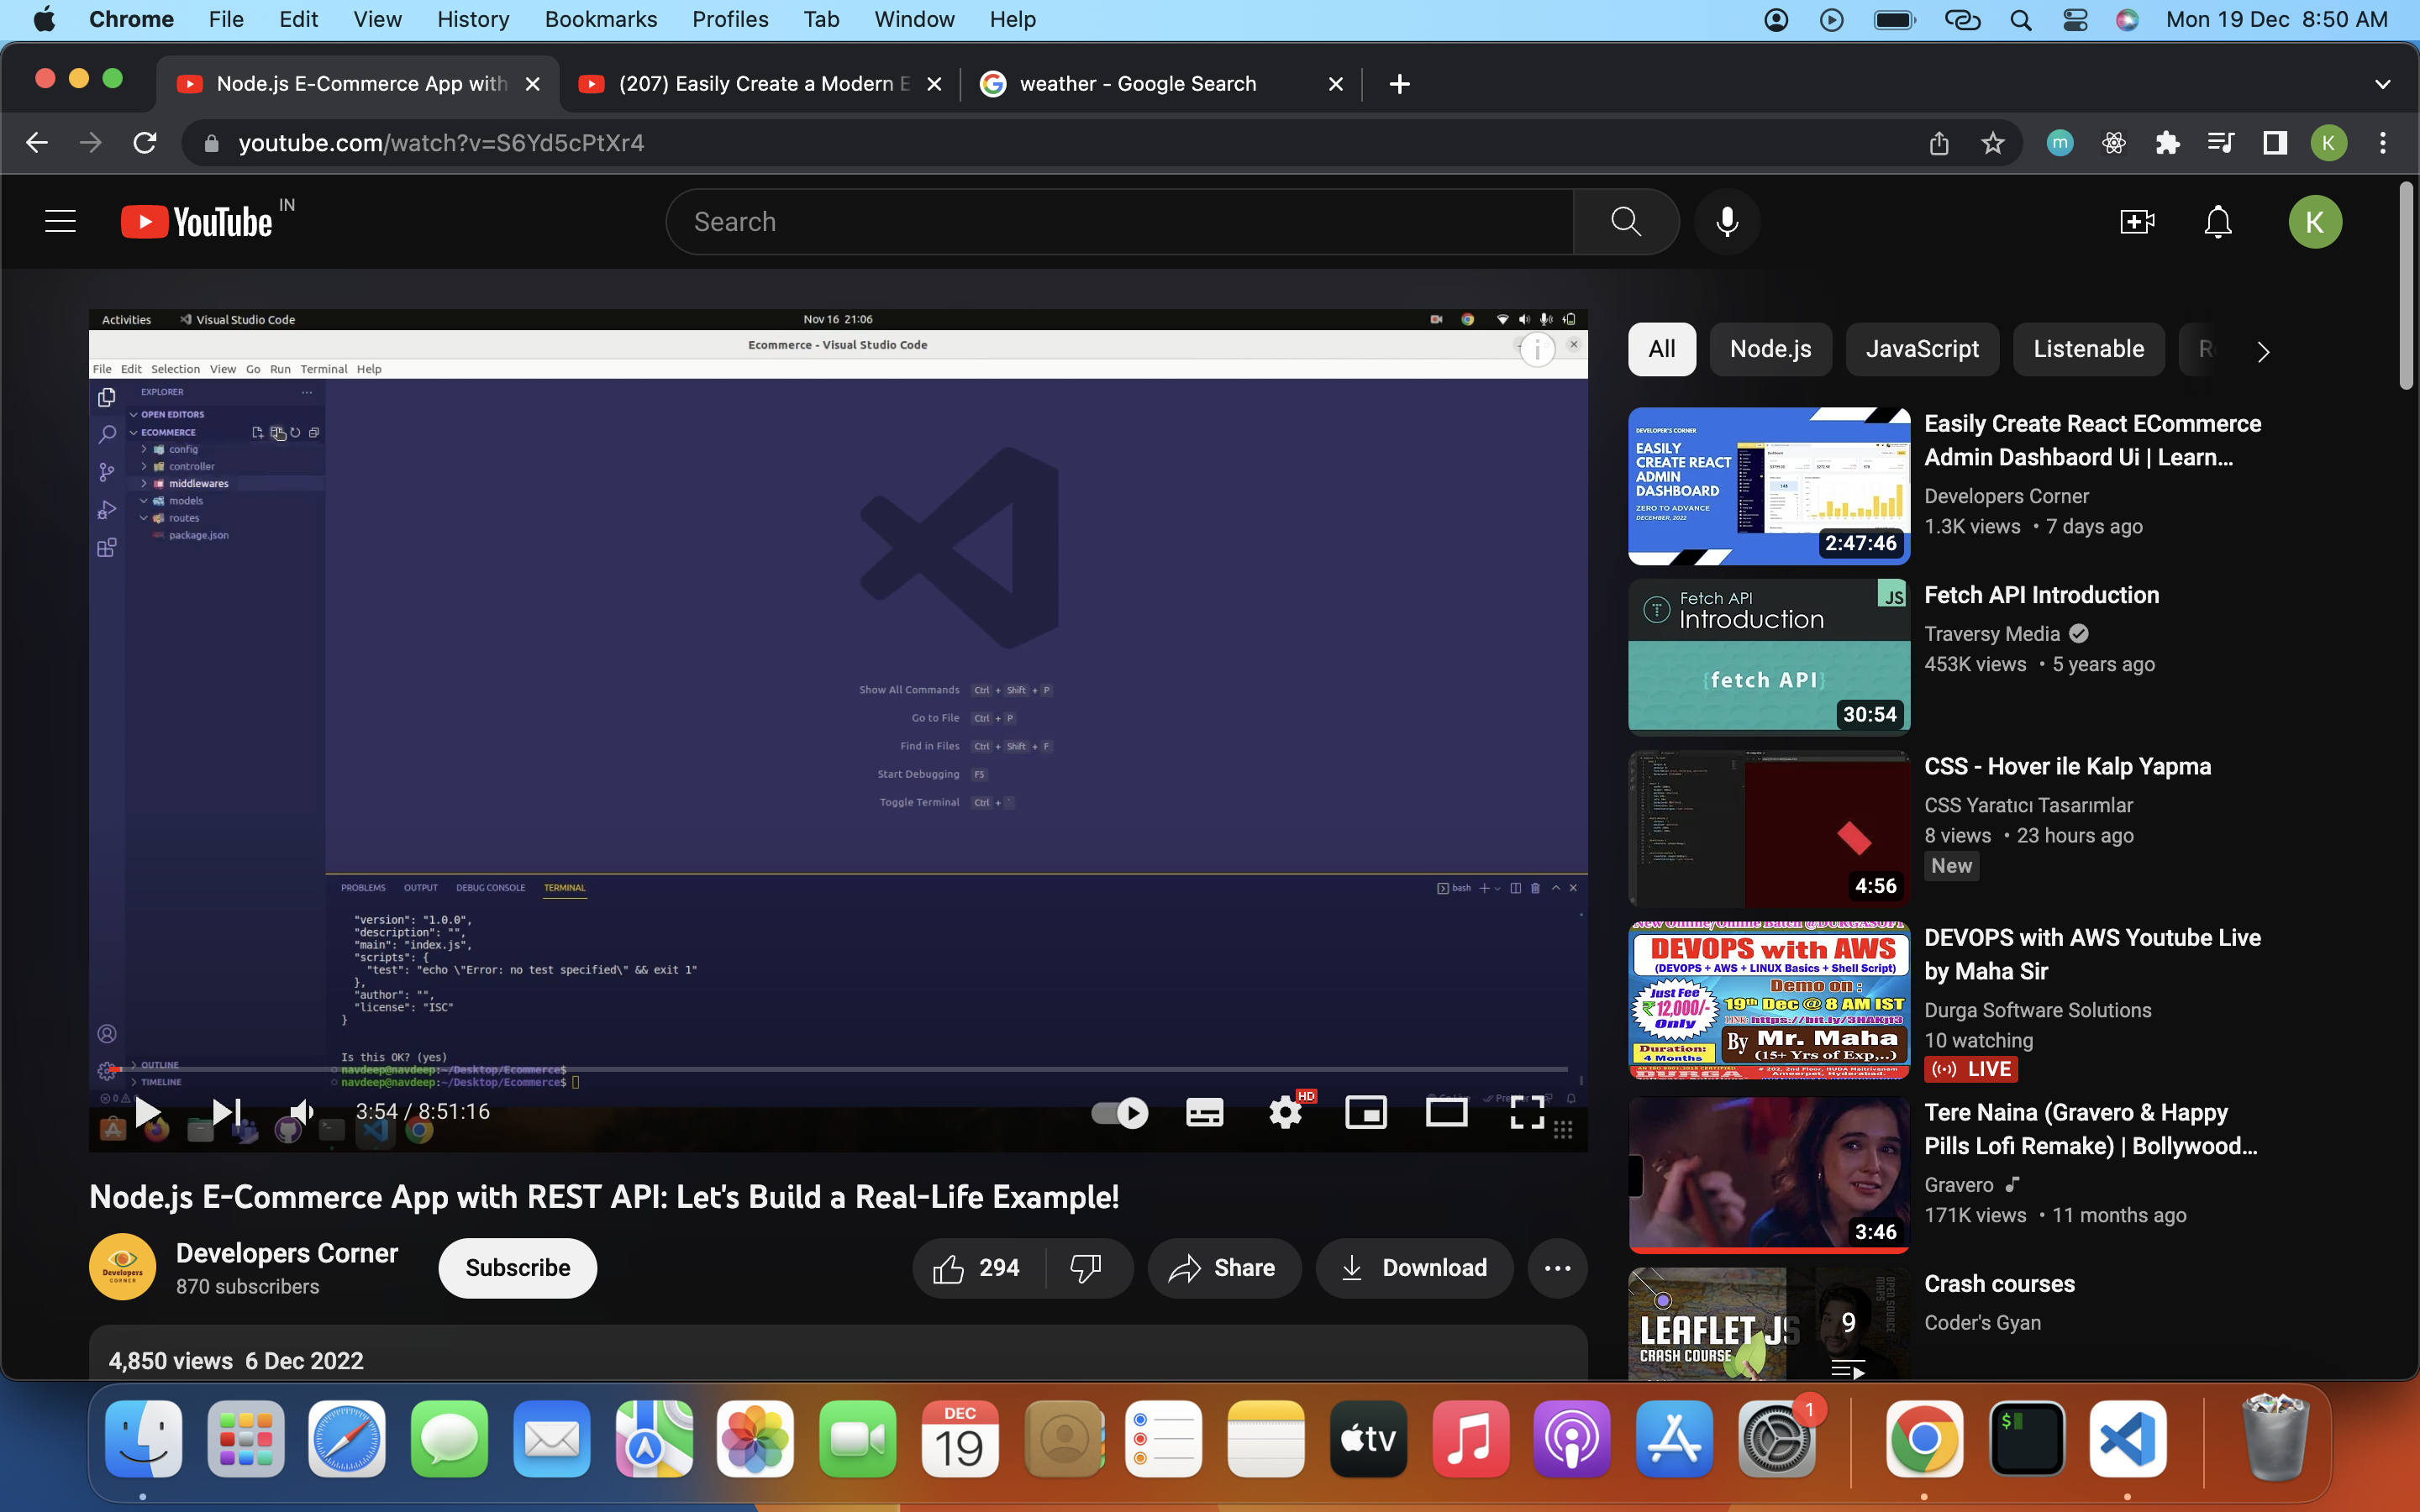 Chrome File Edit View History Bookmarks Profiles Tab Window Help
Mon 19 Dec 8:50 AM
Node.js E-Commerce App with
(207) Easily Create a Modern E
weather - Google Search
youtube.com/watch?v=S6Yd5cPtXr4
m
K
YouTube IN
Search
K
Activities Visual Studio Code
Nov 16 21:06
Ecommerce - Visual Studio Code
File Edit Selection View Go Run Terminal Help
EXPLORER
OPEN EDITORS
ECOMMERCE
config
controller
middlewares
models
routes
package.json
Show All Commands Ctrl + Shift + P
Go to File Ctrl + P
Find in Files Ctrl + Shift + F
Start Debugging F5
Toggle Terminal Ctrl + `
PROBLEMS OUTPUT DEBUG CONSOLE TERMINAL
bash
"version": "1.0.0",
"description": "",
"main": "index.js",
"scripts": {
"test": "echo \"Error: no test specified\" && exit 1"
},
"author": "",
"license": "ISC"
}
Is this OK? (yes)
navdeep@navdeep:~/Desktop/Ecommerce$
navdeep@navdeep:~/Desktop/Ecommerce$
OUTLINE
TIMELINE
3:54 / 8:51:16
HD
Node.js E-Commerce App with REST API: Let's Build a Real-Life Example!
Developers CORNER
Developers Corner
870 subscribers
Subscribe
294
Share
Download
4,850 views 6 Dec 2022
All
Node.js
JavaScript
Listenable
DEVELOPER'S CORNER
EASILY
CREATE REACT
ADMIN
DASHBOARD
ZERO TO ADVANCE
DECEMBER, 2022
2:47:46
Easily Create React ECommerce
Admin Dashbaord Ui | Learn...
Developers Corner
1.3K views • 7 days ago
Fetch API
Introduction
JS
{fetch API}
30:54
Fetch API Introduction
Traversy Media
453K views • 5 years ago
4:56
CSS - Hover ile Kalp Yapma
CSS Yaratıcı Tasarımlar
8 views • 23 hours ago
New
DEVOPS with AWS
(DEVOPS + AWS + LINUX Basics + Shell Script)
Just Fee
₹12,000/-
Only
Demo on :
19th Dec @ 8 AM IST
LINK: https://bit.ly/3HAKj13
Duration:
4 Months
By Mr. Maha
(15+ Yrs of Exp,..)
DURGA
DEVOPS with AWS Youtube Live
by Maha Sir
Durga Software Solutions
10 watching
LIVE
3:46
Tere Naina (Gravero & Happy
Pills Lofi Remake) | Bollywood...
Gravero
171K views • 11 months ago
LEAFLET JS
CRASH COURSE
9
Crash courses
Coder's Gyan
DEC
19
tv
1
$